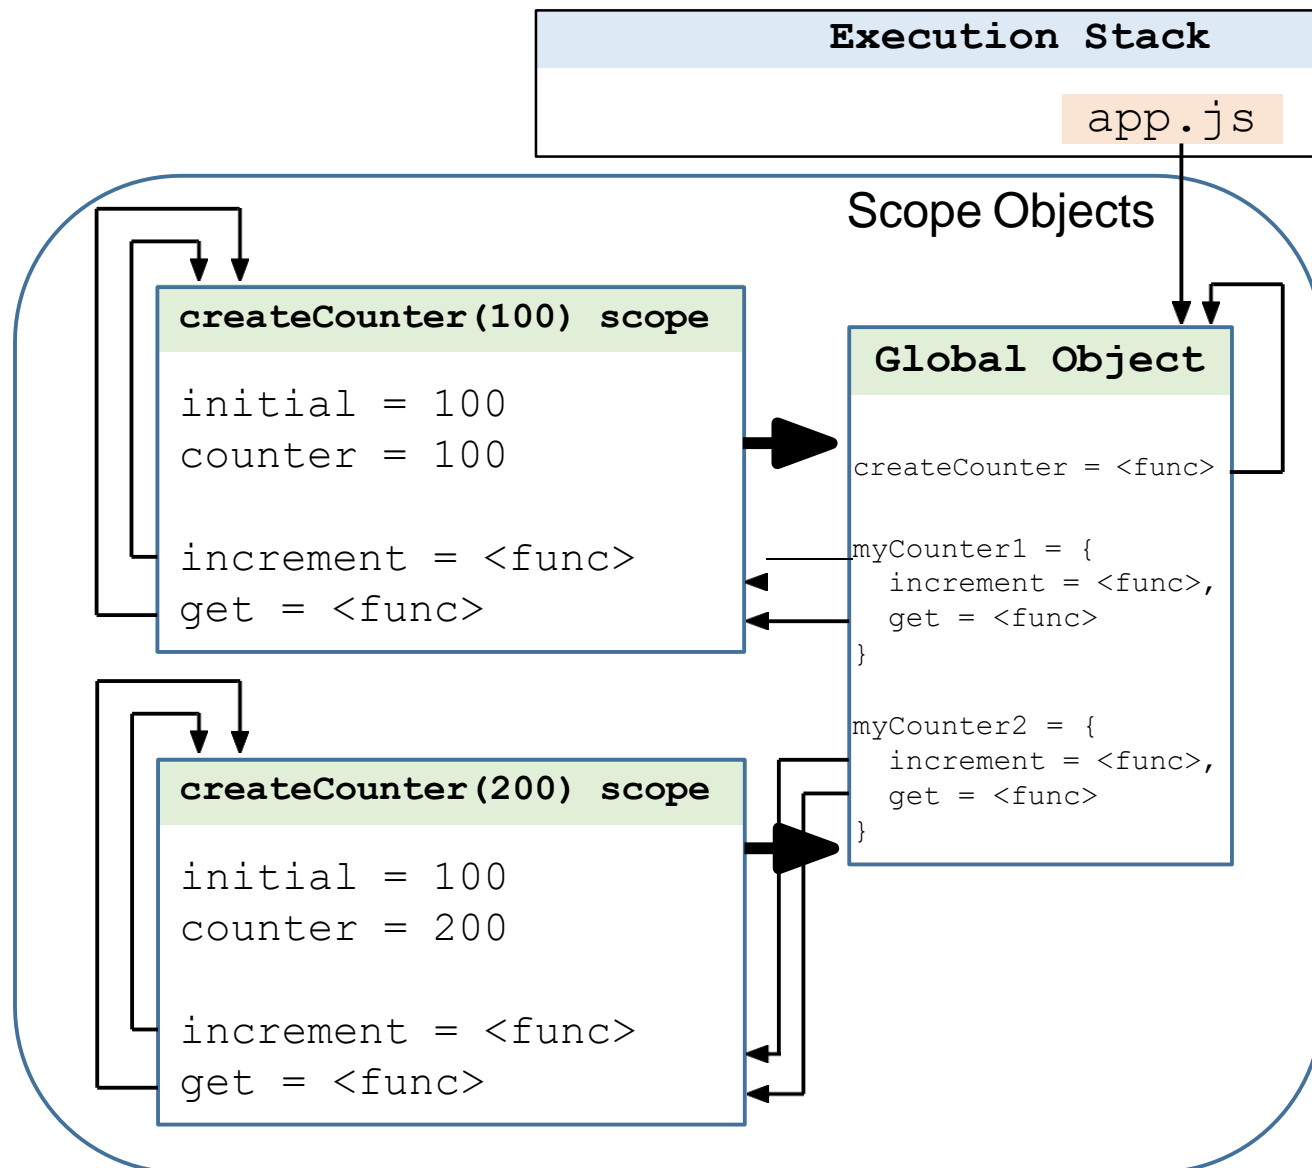 Execution Stack
app.js
Scope Objects
createCounter(100) scope
initial = 100
counter = 100
increment = <func>
get = <func>
Global Object
createCounter = <func>
myCounter1 = {
increment = <func>,
get = <func>
}
myCounter2 = {
increment = <func>,
get = <func>
}
createCounter(200) scope
initial = 100
counter = 200
increment = <func>
get = <func>